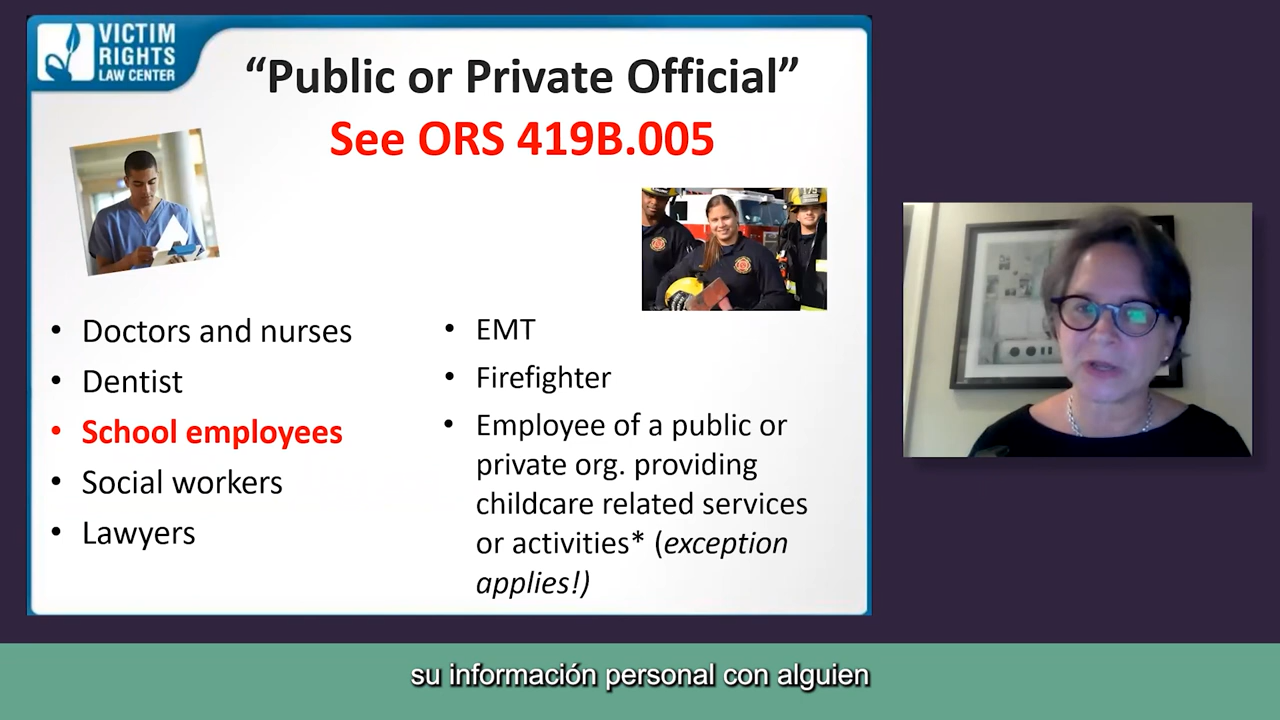 VICTIM
RIGHTS
LAW CENTER
“Public or Private Official”
See ORS 419B.005
• Doctors and nurses
• Dentist
• School employees
• Social workers
• Lawyers
• EMT
• Firefighter
• Employee of a public or
private org. providing
childcare related services
or activities* (exception
applies!)
su información personal con alguien